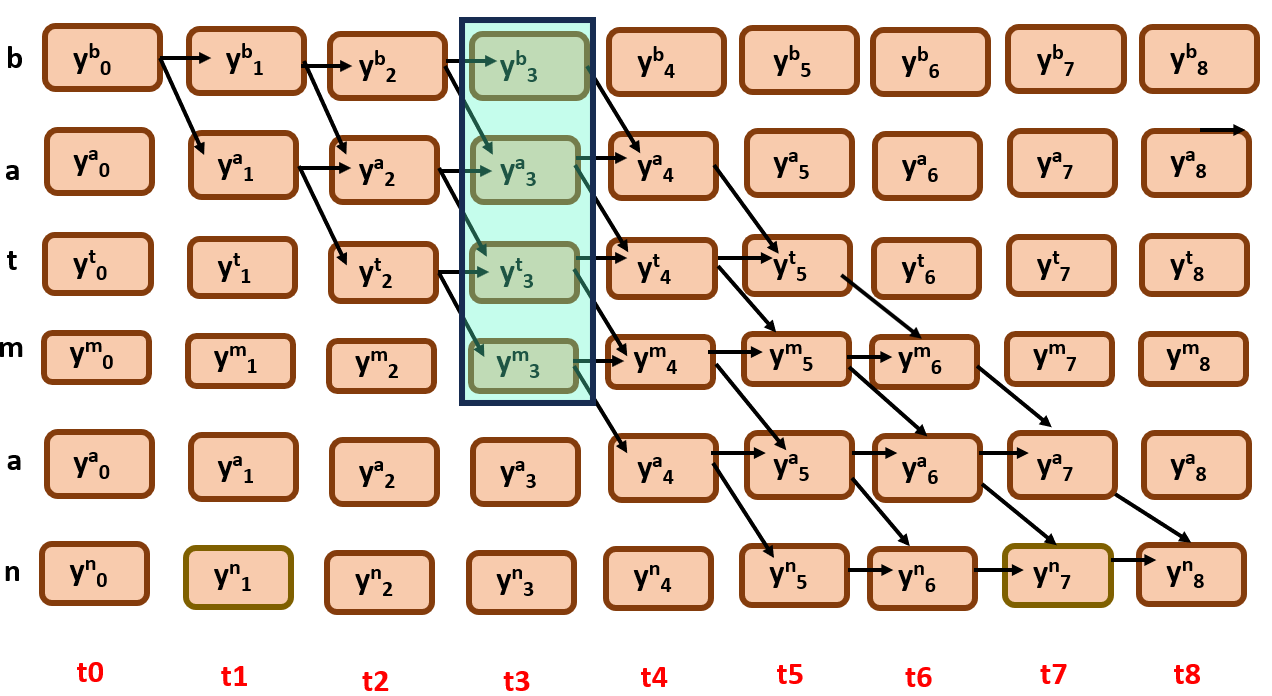 b y^b_0 y^b_1 y^b_2 y^b_3 y^b_4 y^b_5 y^b_6 y^b_7 y^b_8
a y^a_0 y^a_1 y^a_2 y^a_3 y^a_4 y^a_5 y^a_6 y^a_7 y^a_8
t y^t_0 y^t_1 y^t_2 y^t_3 y^t_4 y^t_5 y^t_6 y^t_7 y^t_8
m y^m_0 y^m_1 y^m_2 y^m_3 y^m_4 y^m_5 y^m_6 y^m_7 y^m_8
a y^a_0 y^a_1 y^a_2 y^a_3 y^a_4 y^a_5 y^a_6 y^a_7 y^a_8
n y^n_0 y^n_1 y^n_2 y^n_3 y^n_4 y^n_5 y^n_6 y^n_7 y^n_8
t0 t1 t2 t3 t4 t5 t6 t7 t8